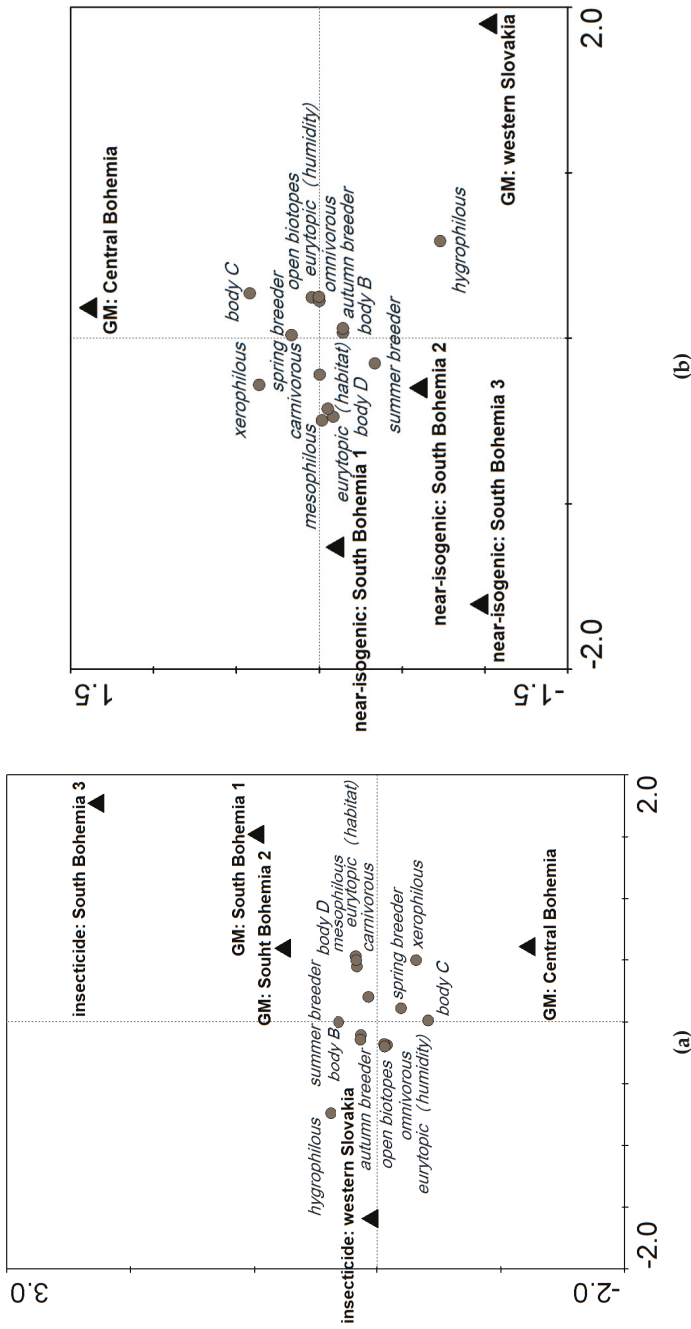 3.0
-2.0
-2.0
2.0
insecticide: South Bohemia 3
GM: South Bohemia 1
GM: Souht Bohemia 2
summer breeder
body D
mesophilous
eurytopic (habitat)
carnivorous
body B
hygrophilous
insecticide: western Slovakia
autumn breeder
spring breeder
xerophilous
open biotopes
omnivorous
eurytopic (humidity)
body C
GM: Central Bohemia
(a)
1.5
-1.5
-2.0
2.0
GM: Central Bohemia
body C
xerophilous
spring breeder
carnivorous
open biotopes
eurytopic (humidity)
omnivorous
mesophilous
autumn breeder
eurytopic (habitat)
body B
body D
near-isogenic: South Bohemia 1
summer breeder
hygrophilous
near-isogenic: South Bohemia 2
near-isogenic: South Bohemia 3
GM: western Slovakia
(b)